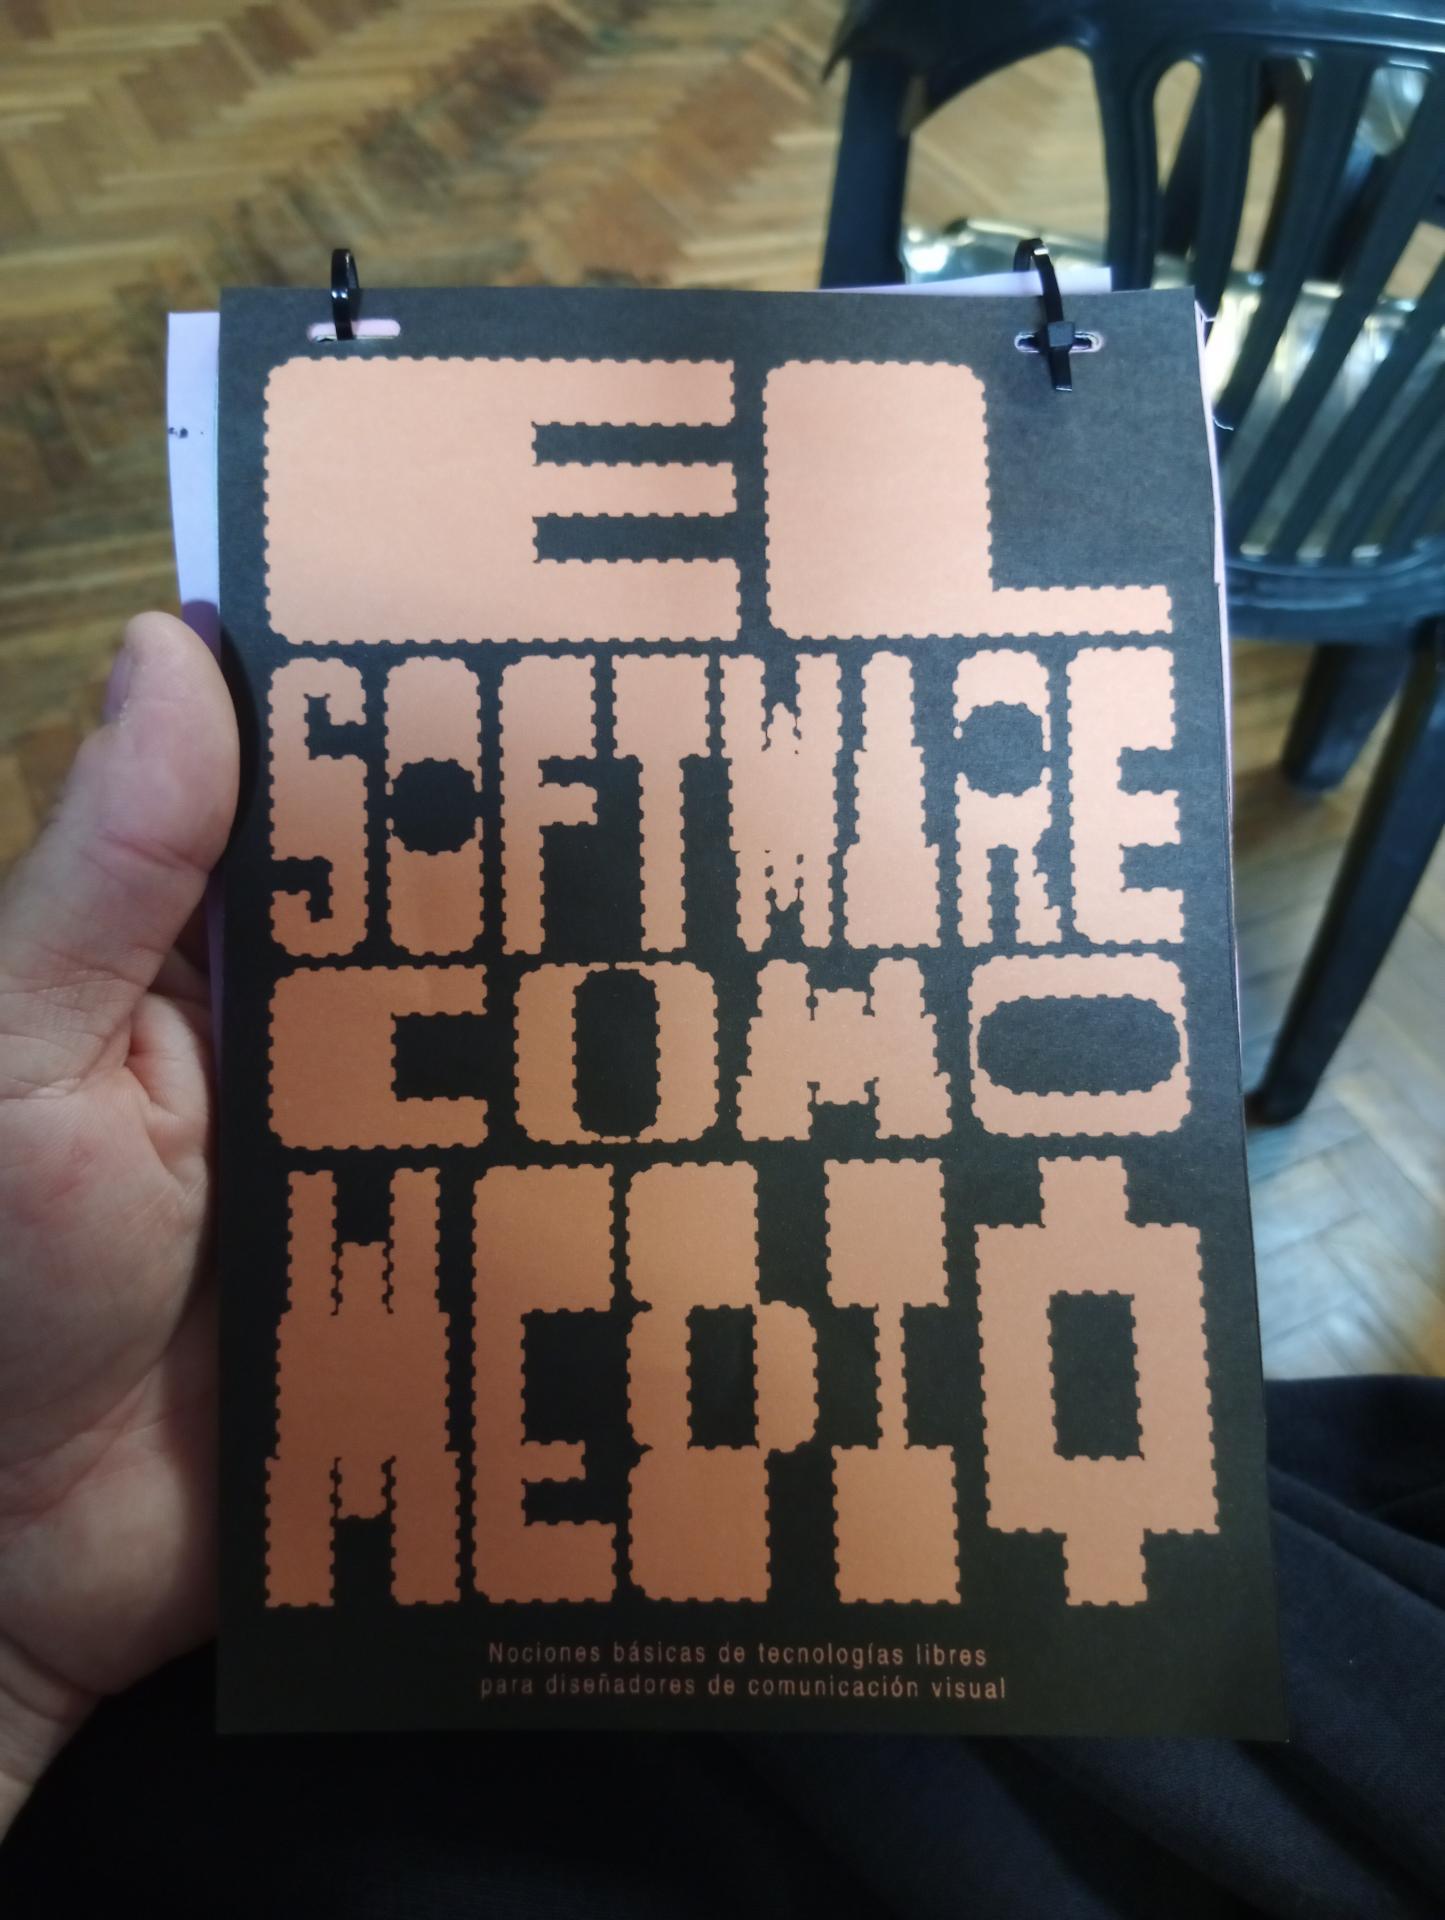 EL
SOFTWARE
COMO
MEDIO
Nociones básicas de tecnologías libres
para diseñadores de comunicación visual